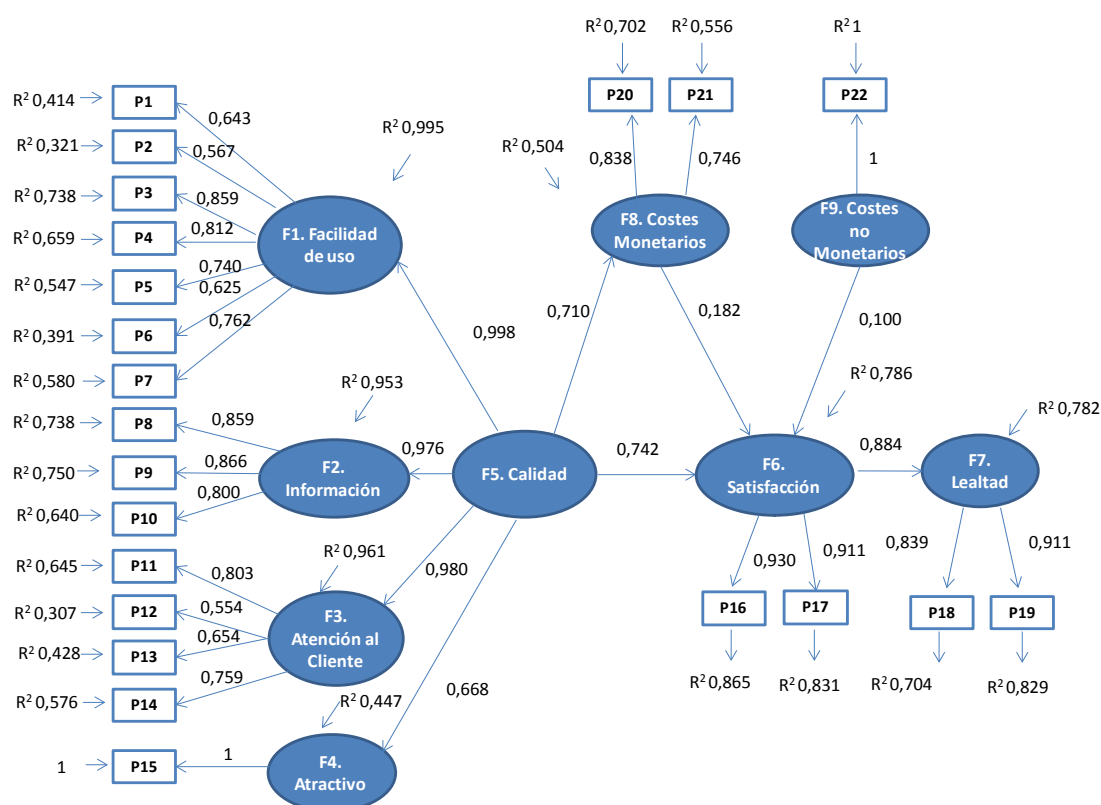 R² 0,702
R² 0,556
R² 1
P20
P21
P22
R² 0,414
P1
0,643
R² 0,995
R² 0,321
P2
0,567
R² 0,504
0,838
0,746
1
R² 0,738
P3
0,859
R² 0,659
P4
0,812
F1. Facilidad
de uso
F8. Costes
Monetarios
F9. Costes
no
Monetarios
R² 0,547
P5
0,740
0,625
R² 0,391
P6
0,762
R² 0,580
P7
0,998
0,710
0,182
0,100
R² 0,953
R² 0,786
R² 0,782
R² 0,738
P8
0,859
R² 0,750
P9
0,866
F2.
Información
0,976
F5. Calidad
0,742
F6.
Satisfacción
0,884
F7.
Lealtad
R² 0,640
P10
0,800
R² 0,645
P11
0,803
R² 0,961
0,980
0,930
0,911
0,839
0,911
R² 0,307
P12
0,554
F3.
Atención al
Cliente
P16
P17
P18
P19
R² 0,428
P13
0,654
R² 0,576
P14
0,759
R² 0,447
0,668
R² 0,865
R² 0,831
R² 0,704
R² 0,829
1
P15
1
F4.
Atractivo